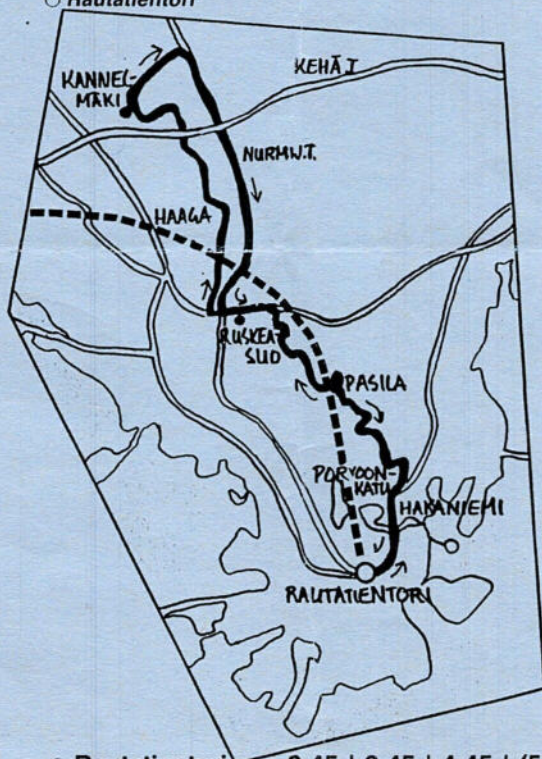 Rautatientori
KANNEL-
MÄKI
KEHÄ I
NURMIJ.T.
HAAGA
RUSKEA-
SUO
PASILA
PORVOON-
KATU
HAKANIEMI
RAUTATIENTORI